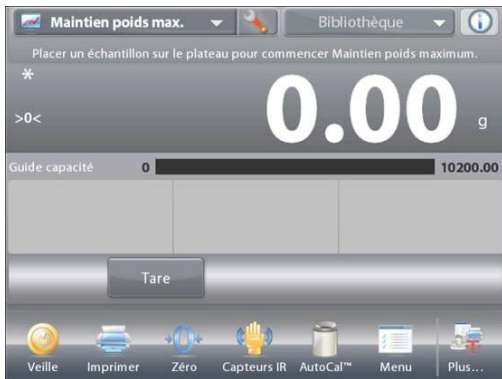 Maintien poids max. Bibliothèque
Placer un échantillon sur le plateau pour commencer Maintien poids maximum.
*
>0< 0.00 g
Guide capacité 0 10200.00
Tare
Veille Imprimer Zéro Capteurs IR AutoCal™ Menu Plus...